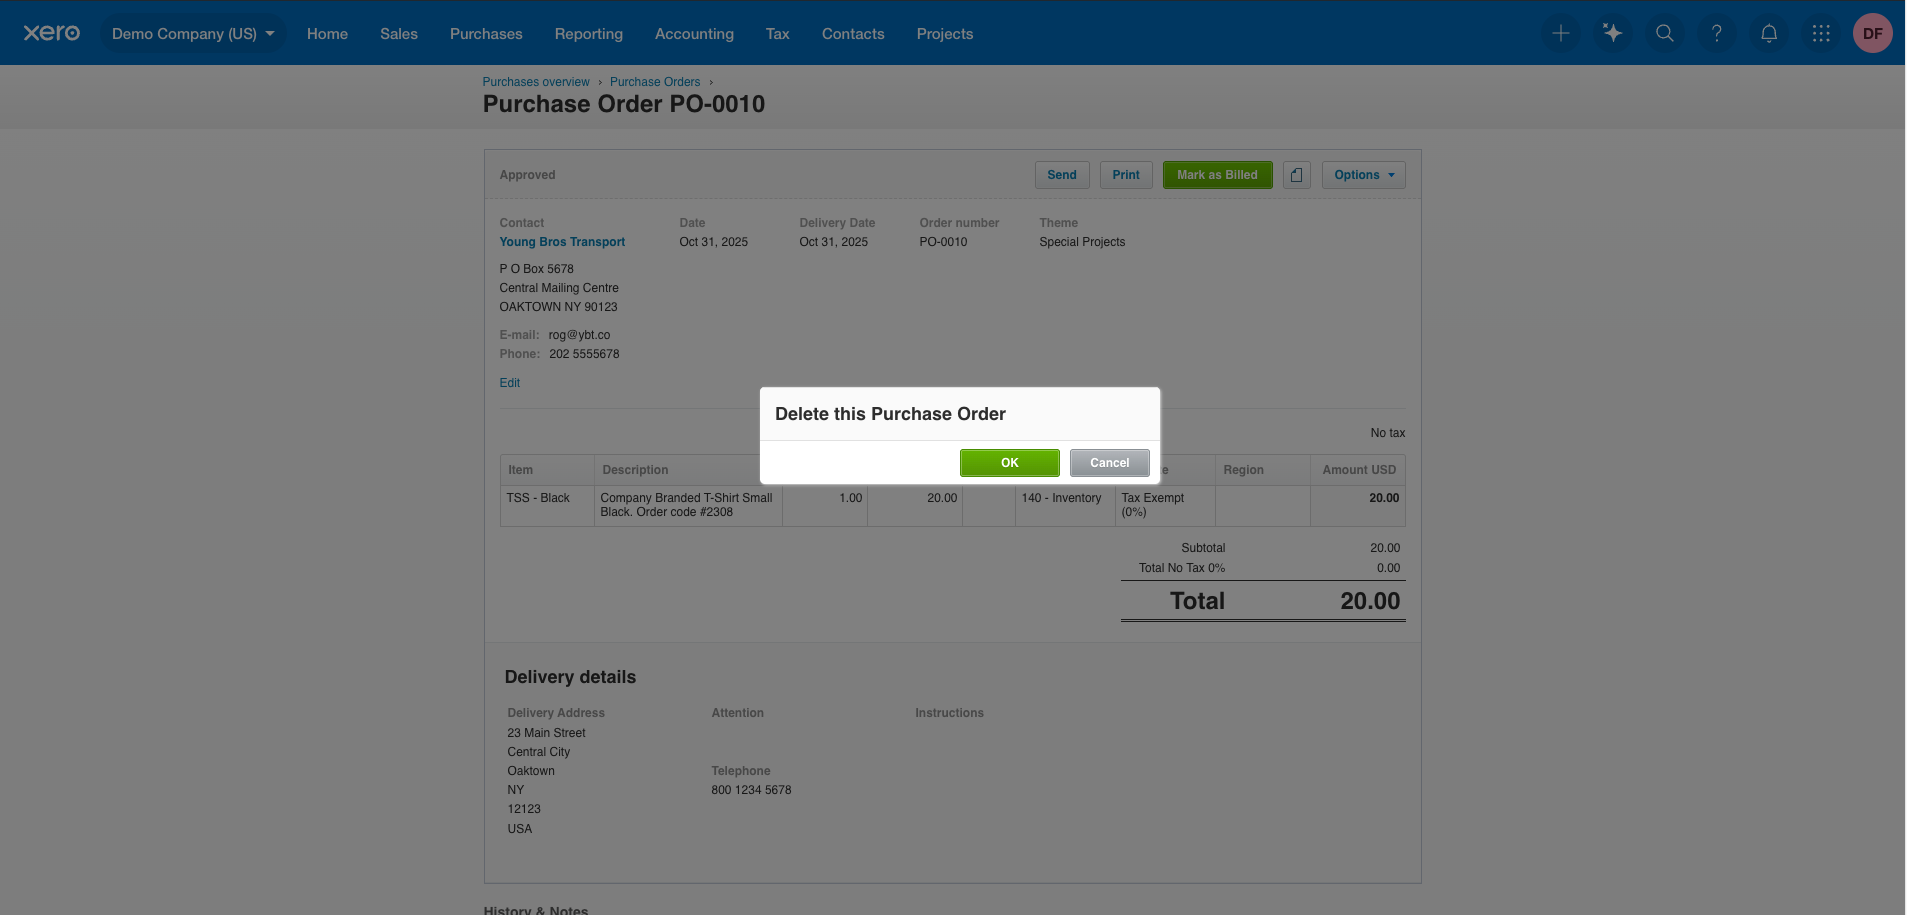 xero Demo Company (US) Home Sales Purchases Reporting Accounting Tax Contacts Projects DF
Purchases overview › Purchase Orders ›
Purchase Order PO-0010
Approved Send Print Mark as Billed Options
Contact Date Delivery Date Order number Theme
Young Bros Transport Oct 31, 2025 Oct 31, 2025 PO-0010 Special Projects
P O Box 5678
Central Mailing Centre
OAKTOWN NY 90123
E-mail: rog@ybt.co
Phone: 202 5555678
Edit
Delete this Purchase Order
No tax
OK Cancel
Item Description Region Amount USD
TSS - Black Company Branded T-Shirt Small 1.00 20.00 140 - Inventory Tax Exempt 20.00
Black. Order code #2308 (0%)
Subtotal 20.00
Total No Tax 0% 0.00
Total 20.00
Delivery details
Delivery Address Attention Instructions
23 Main Street
Central City
Oaktown Telephone
NY 800 1234 5678
12123
USA
History & Notes